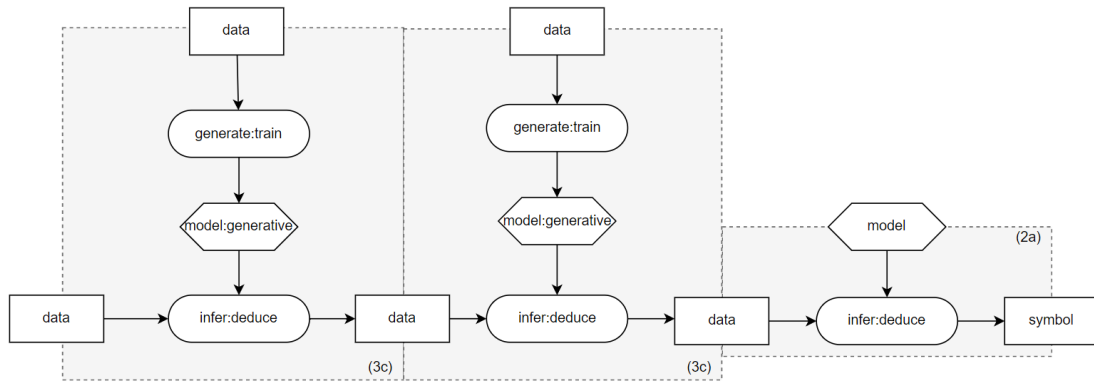 data
data
generate:train
generate:train
model:generative
model:generative
model
(2a)
data
infer:deduce
data
infer:deduce
data
infer:deduce
symbol
(3c)
(3c)